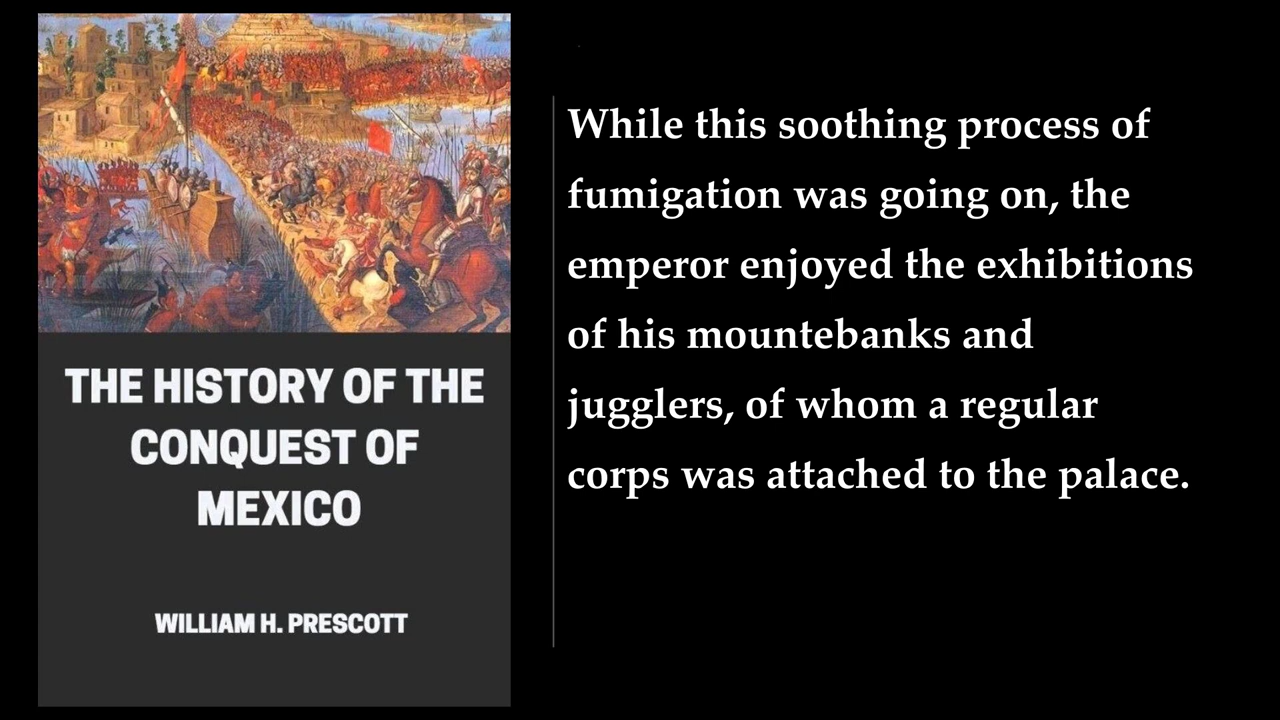 THE HISTORY OF THE
CONQUEST OF
MEXICO
WILLIAM H. PRESCOTT
While this soothing process of
fumigation was going on, the
emperor enjoyed the exhibitions
of his mountebanks and
jugglers, of whom a regular
corps was attached to the palace.